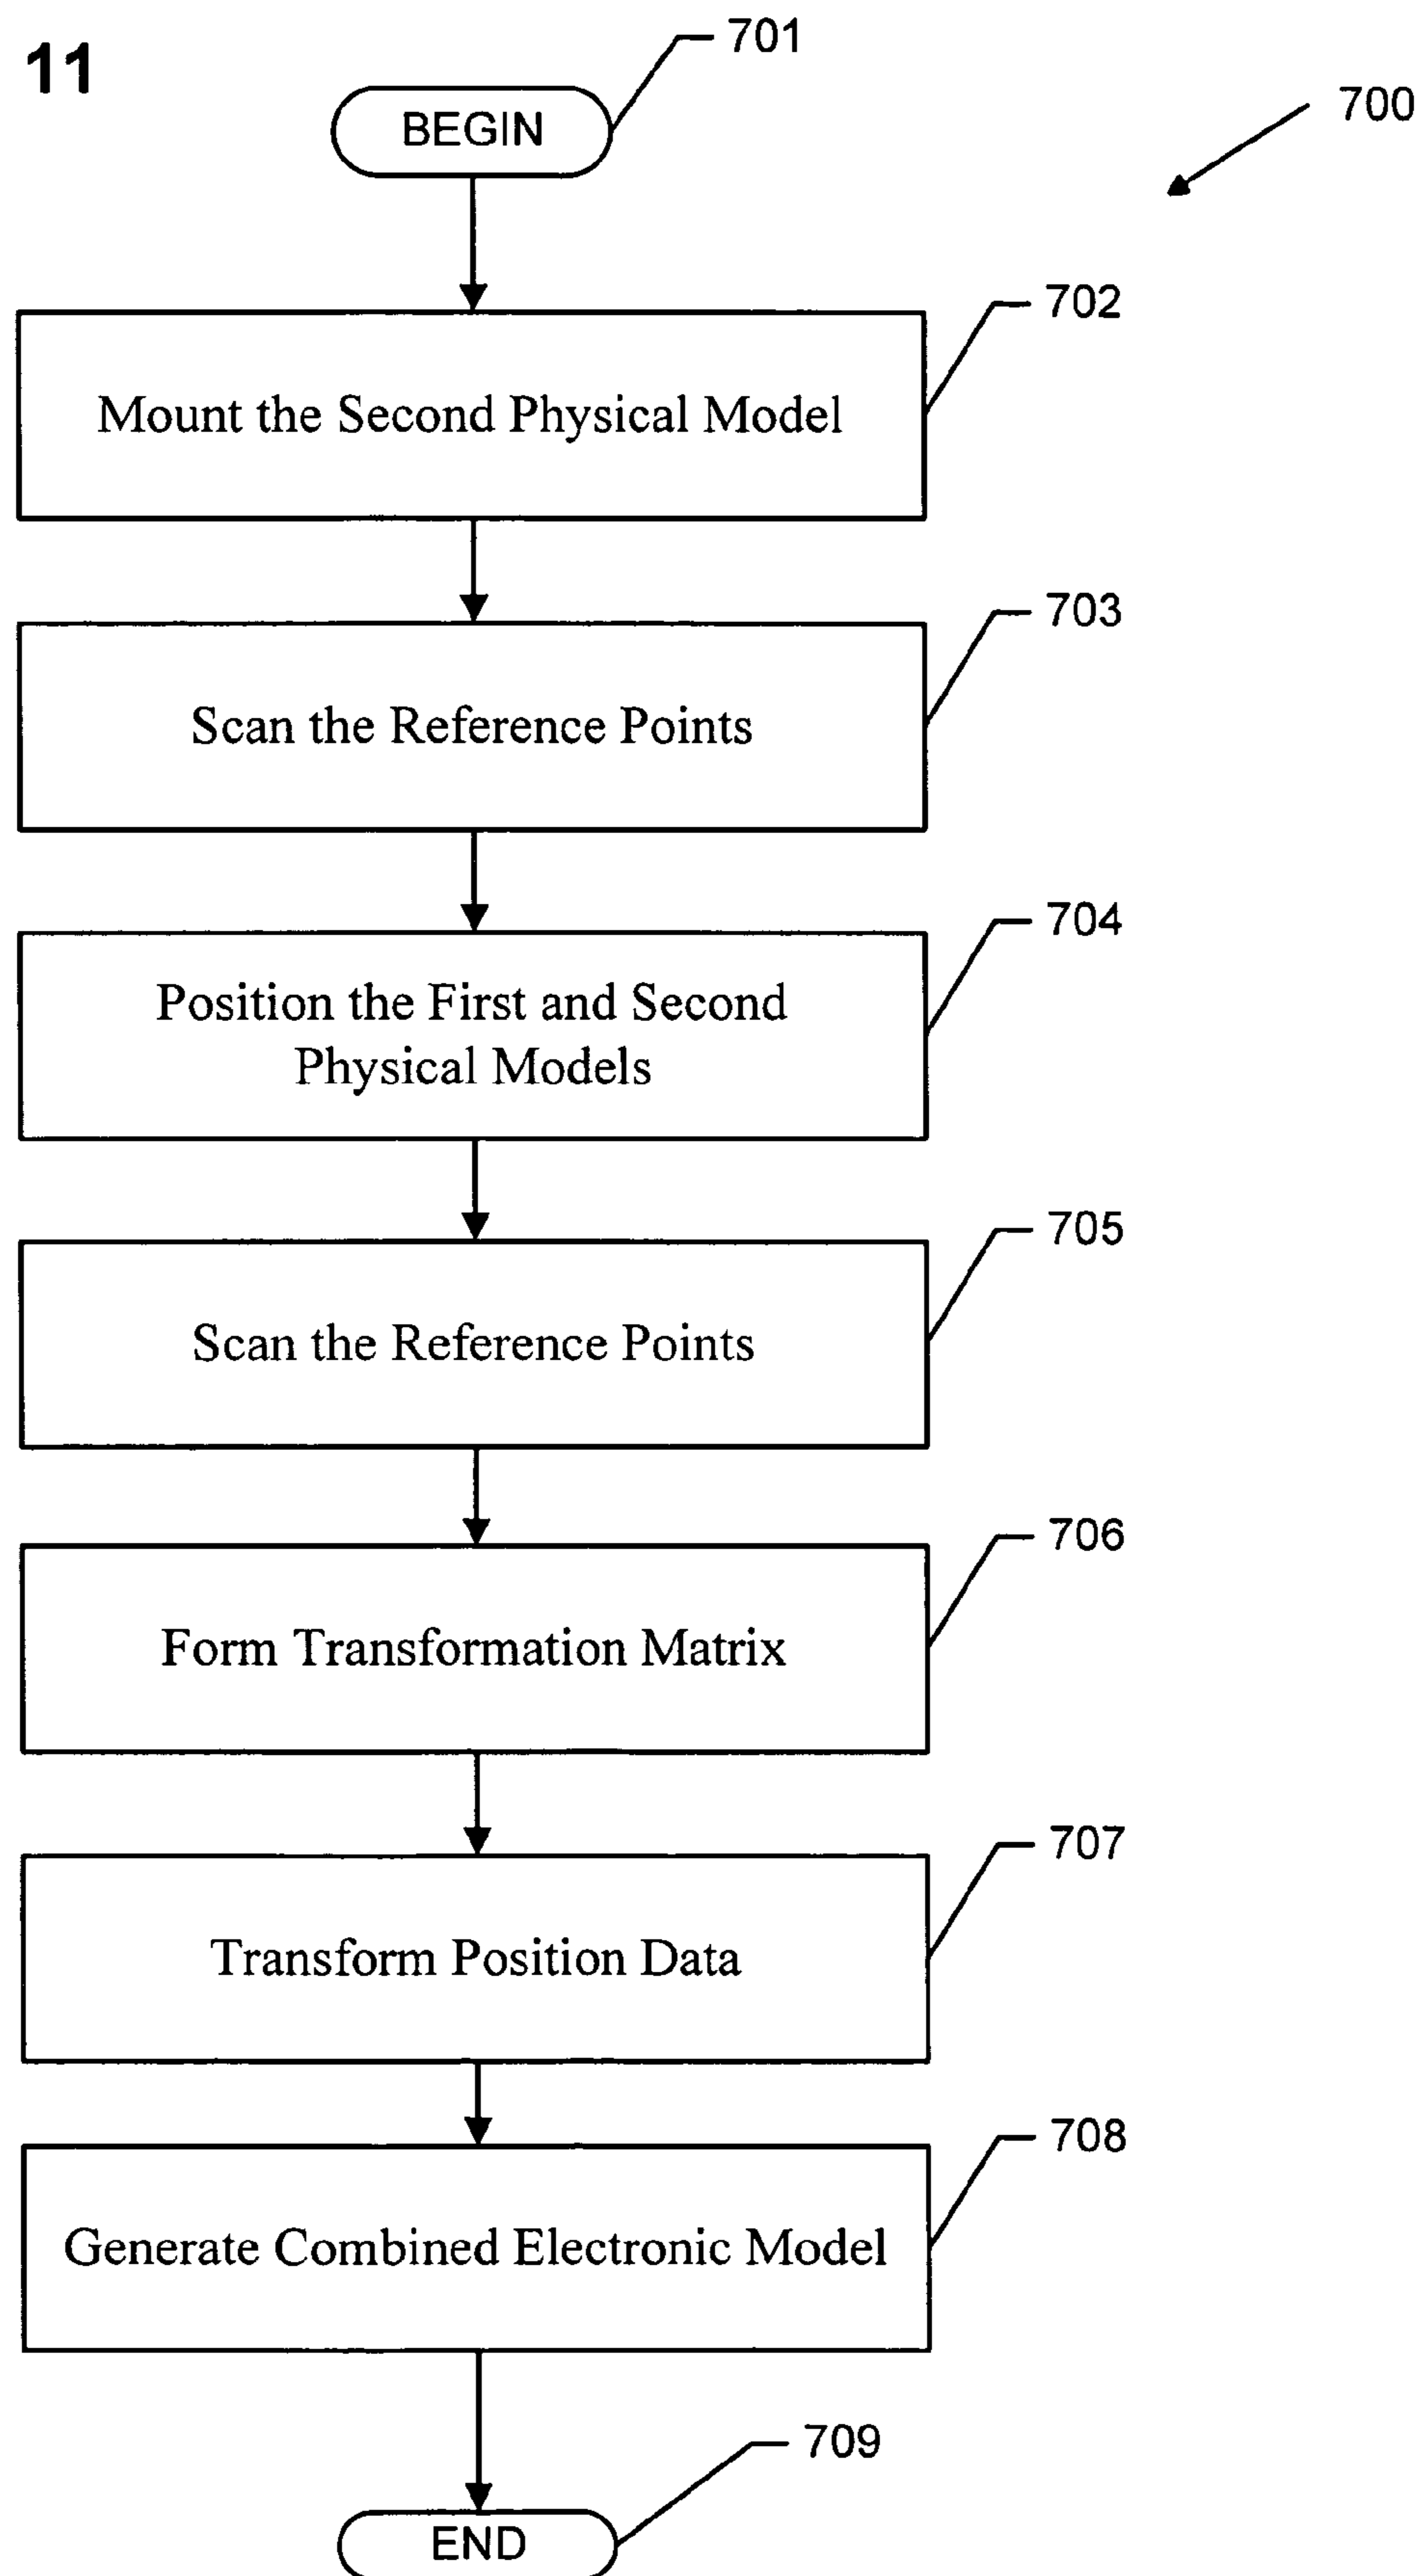 11
701
BEGIN
700
702
Mount the Second Physical Model
703
Scan the Reference Points
704
Position the First and Second
Physical Models
705
Scan the Reference Points
706
Form Transformation Matrix
707
Transform Position Data
708
Generate Combined Electronic Model
709
END